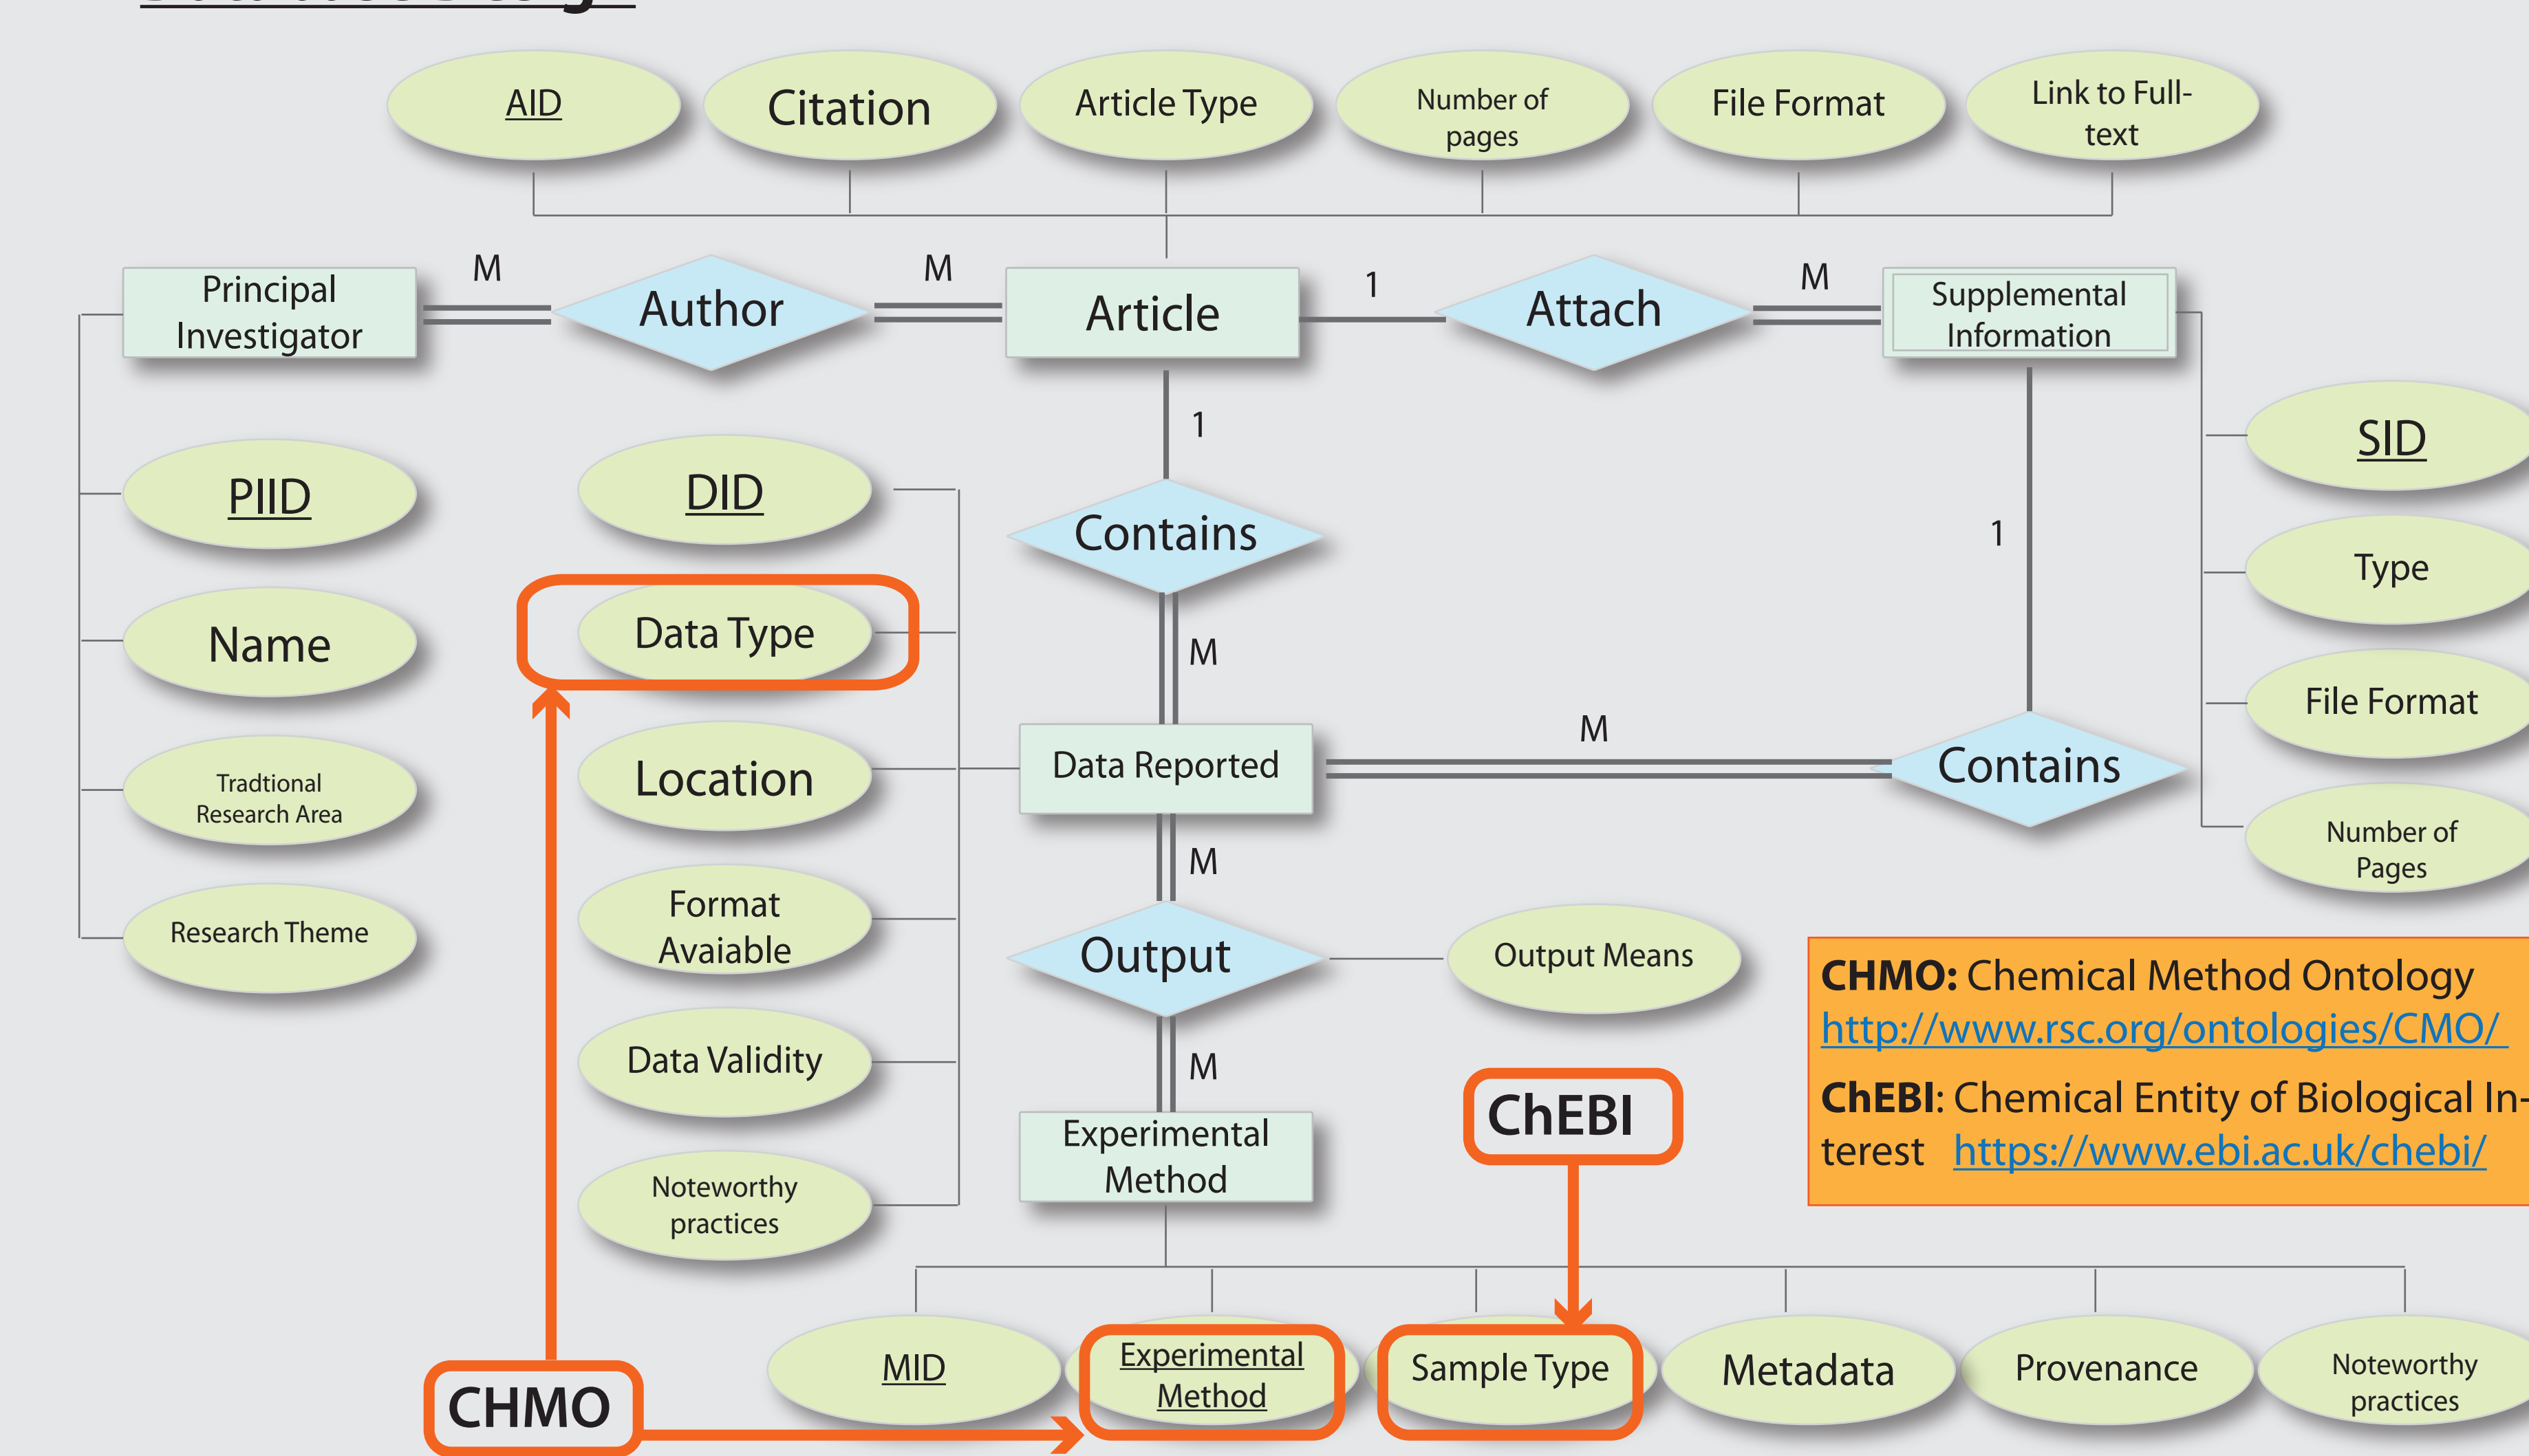 AID
Citation
Article Type
Number of
pages
File Format
Link to Full-
text
Principal
Investigator
M
Author
M
Article
1
Attach
M
Supplemental
Information
1
PIID
DID
Contains
SID
1
Type
Name
Data Type
M
File Format
M
Tradtional
Research Area
Location
Data Reported
Contains
Number of
Pages
M
Research Theme
Format
Avaiable
Output
Output Means
CHMO: Chemical Method Ontology
http://www.rsc.org/ontologies/CMO/
ChEBI: Chemical Entity of Biological In-
terest https://www.ebi.ac.uk/chebi/
Data Validity
M
ChEBI
Experimental
Method
Noteworthy
practices
MID
Experimental
Method
Sample Type
Metadata
Provenance
Noteworthy
practices
CHMO